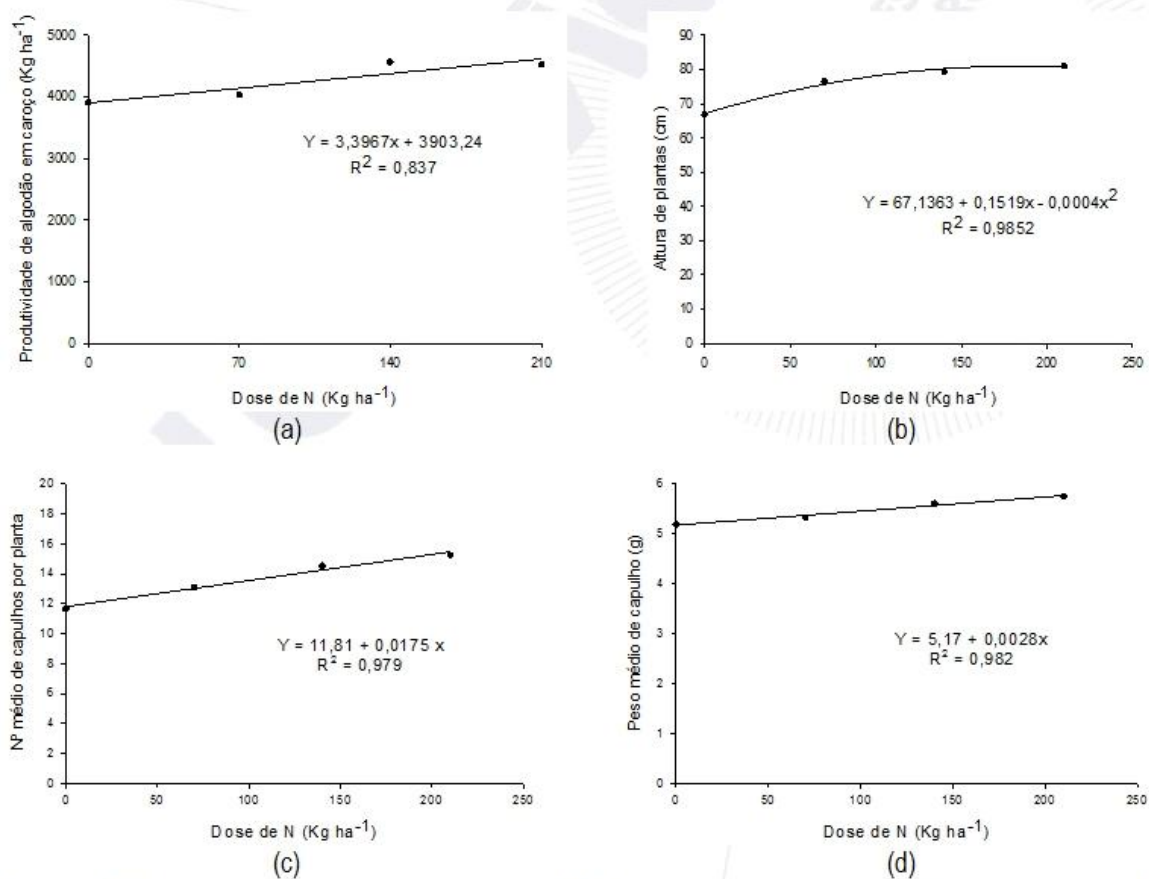 Produtividade de algodão em caroço (Kg ha⁻¹)
5000
4000
3000
2000
1000
0
0 70 140 210
Y = 3,3967x + 3903,24
R² = 0,837
Dose de N (Kg ha⁻¹)
(a)
Altura de plantas (cm)
90
80
70
60
50
40
30
20
10
0
0 50 100 150 200 250
Y = 67,1363 + 0,1519x - 0,0004x²
R² = 0,9852
Dose de N (Kg ha⁻¹)
(b)
Nº médio de capulhos por planta
20
18
16
14
12
10
8
6
4
2
0
0 50 100 150 200 250
Y = 11,81 + 0,0175 x
R² = 0,979
Dose de N (Kg ha⁻¹)
(c)
Peso médio de capulho (g)
6
5
4
3
2
1
0
0 50 100 150 200 250
Y = 5,17 + 0,0028x
R² = 0,982
Dose de N (Kg ha⁻¹)
(d)